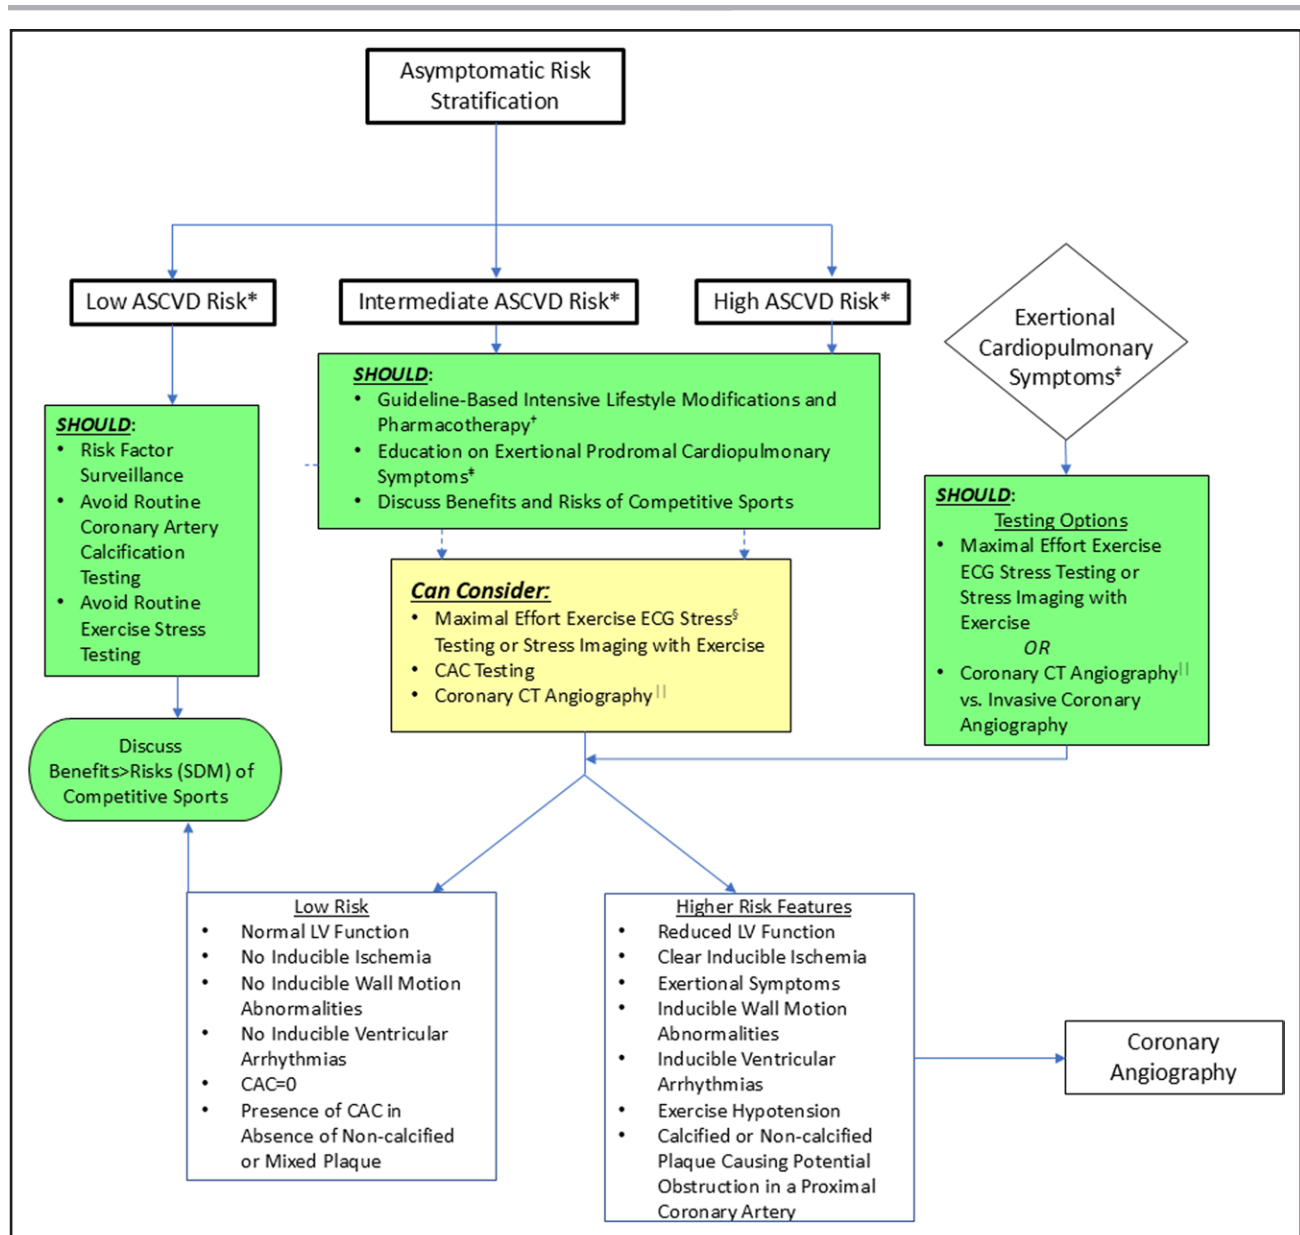 Asymptomatic Risk
Stratification
Low ASCVD Risk*
Intermediate ASCVD Risk*
High ASCVD Risk*
Exertional
Cardiopulmonary
Symptoms‡
SHOULD:
• Risk Factor
Surveillance
• Avoid Routine
Coronary Artery
Calcification
Testing
• Avoid Routine
Exercise Stress
Testing
SHOULD:
• Guideline-Based Intensive Lifestyle Modifications and
Pharmacotherapy†
• Education on Exertional Prodromal Cardiopulmonary
Symptoms‡
• Discuss Benefits and Risks of Competitive Sports
SHOULD:
Testing Options
• Maximal Effort Exercise
ECG Stress Testing or
Stress Imaging with
Exercise
OR
• Coronary CT Angiography||
vs. Invasive Coronary
Angiography
Can Consider:
• Maximal Effort Exercise ECG Stress§
Testing or Stress Imaging with Exercise
• CAC Testing
• Coronary CT Angiography||
Discuss
Benefits>Risks (SDM) of
Competitive Sports
Low Risk
• Normal LV Function
• No Inducible Ischemia
• No Inducible Wall Motion
Abnormalities
• No Inducible Ventricular
Arrhythmias
• CAC=0
• Presence of CAC in
Absence of Non-calcified
or Mixed Plaque
Higher Risk Features
• Reduced LV Function
• Clear Inducible Ischemia
• Exertional Symptoms
• Inducible Wall Motion
Abnormalities
• Inducible Ventricular
Arrhythmias
• Exercise Hypotension
• Calcified or Non-calcified
Plaque Causing Potential
Obstruction in a Proximal
Coronary Artery
Coronary
Angiography